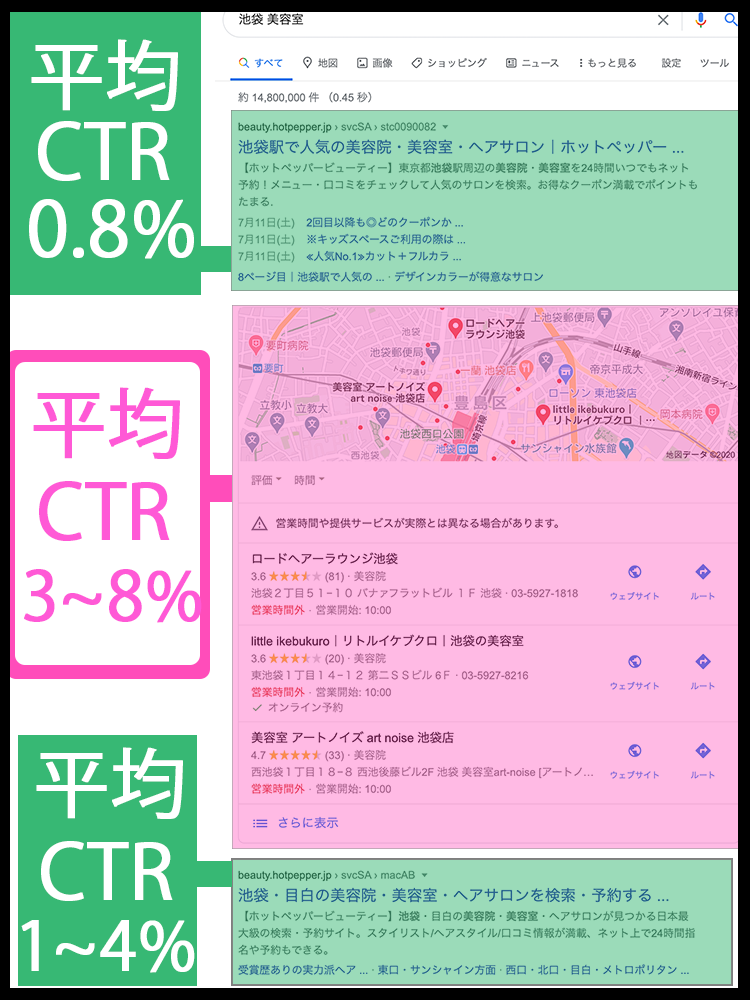 平均
CTR
0.8%
平均
CTR
3~8%
平均
CTR
1~4%
池袋 美容室
すべて
地図
画像
ショッピング
ニュース
もっと見る
設定
ツール
約 14,800,000 件 （0.45 秒）
beauty.hotpepper.jp › svcSA › stc0090082
池袋駅で人気の美容院・美容室・ヘアサロン｜ホットペッパー ...
【ホットペッパービューティー】東京都池袋駅周辺の美容院・美容室を24時間いつでもネット
予約！メニュー・口コミをチェックして人気のサロンを検索。お得なクーポン満載でポイントも
たまる.
7月11日(土) 2回目以降も◎どのクーポンか ...
7月11日(土) ※キッズスペースご利用の際は ...
7月11日(土) ≪人気No.1≫カット＋フルカラ ...
8ページ目｜池袋駅で人気の ... · デザインカラーが得意なサロン
ロードヘアー
ラウンジ池袋
上池袋郵便局
アンソレイユ保育
要町病院
池袋
池袋郵便局
トキワ通り
山手線
要町
一蘭 池袋店
帝京平成大
湘南新宿ライン
美容室 アートノイズ
art noise 池袋店
ローソン 東池袋店
豊島区
立教小
立教大
little ikebukuro｜
リトルイケブクロ｜…
岡本病院
池袋西口公園
埼京線
西池袋
池袋
サンシャイン水族館
地図データ ©2020
評価
時間
営業時間や提供サービスが実際とは異なる場合があります。
ロードヘアーラウンジ池袋
3.6 ★★★★★ (81) · 美容院
池袋２丁目５１−１０ バナァフラットビル １Ｆ 池袋 · 03-5927-1818
営業時間外 · 営業開始: 10:00
ウェブサイト
ルート
little ikebukuro｜リトルイケブクロ｜池袋の美容室
3.6 ★★★★★ (20) · 美容院
東池袋１丁目１４−１２ 第二ＳＳビル 6Ｆ · 03-5927-8216
営業時間外 · 営業開始: 10:00
✓ オンライン予約
ウェブサイト
ルート
美容室 アートノイズ art noise 池袋店
4.7 ★★★★★ (33) · 美容院
西池袋１丁目１８−８ 西池後藤ビル2F 池袋 美容室art-noise [アートノ...
営業時間外 · 営業開始: 10:00
ウェブサイト
ルート
さらに表示
beauty.hotpepper.jp › svcSA › macAB
池袋・目白の美容院・美容室・ヘアサロンを検索・予約する ...
【ホットペッパービューティー】池袋・目白の美容院・美容室・ヘアサロンが見つかる日本最
大級の検索・予約サイト。スタイリスト/ヘアスタイル/口コミ情報が満載、ネット上で24時間指
名や予約もできる。
受賞歴ありの実力派ヘア ... · 東口・サンシャイン方面 · 西口・北口・目白・メトロポリタン ...